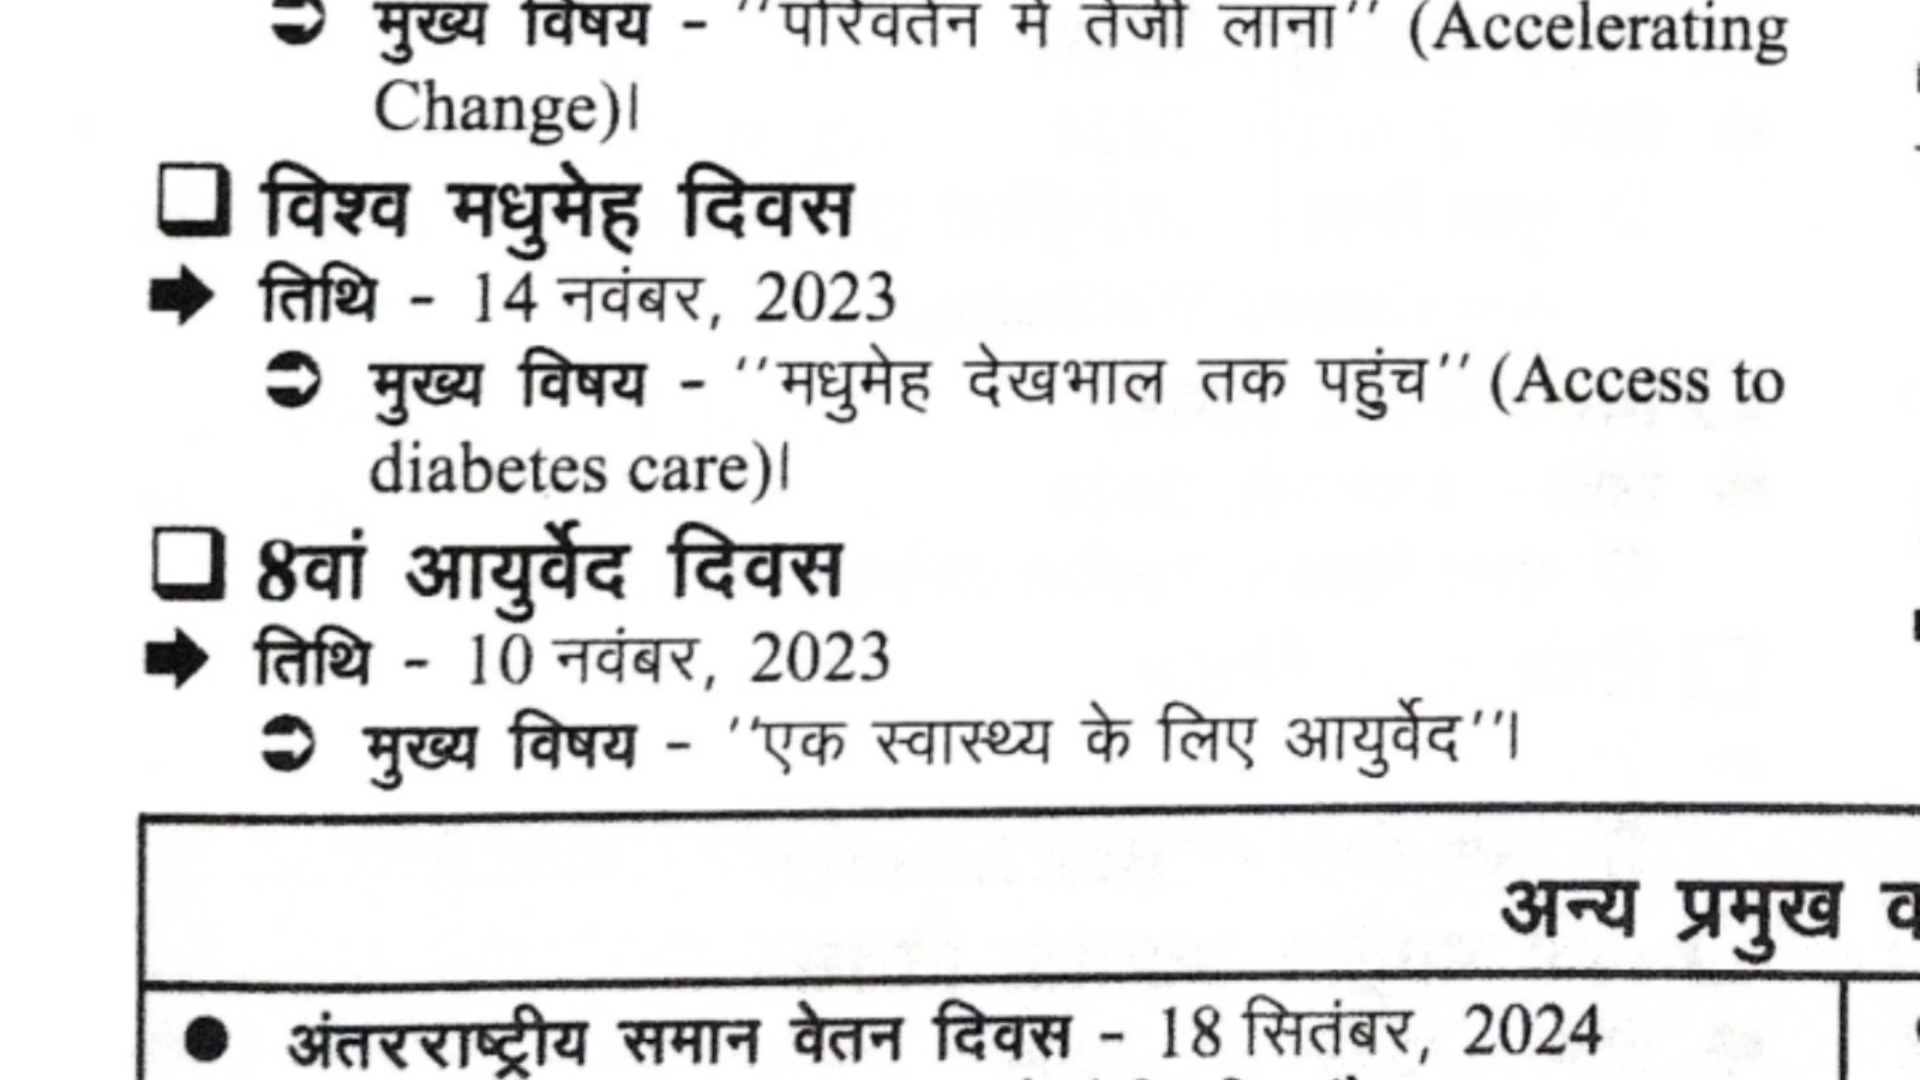 मुख्य विषय - ''परिवर्तन में तेजी लाना'' (Accelerating
Change)।
विश्व मधुमेह दिवस
तिथि - 14 नवंबर, 2023
मुख्य विषय - ''मधुमेह देखभाल तक पहुंच'' (Access to
diabetes care)।
8वां आयुर्वेद दिवस
तिथि - 10 नवंबर, 2023
मुख्य विषय - ''एक स्वास्थ्य के लिए आयुर्वेद''।
अन्य प्रमुख
● अंतरराष्ट्रीय समान वेतन दिवस - 18 सितंबर, 2024